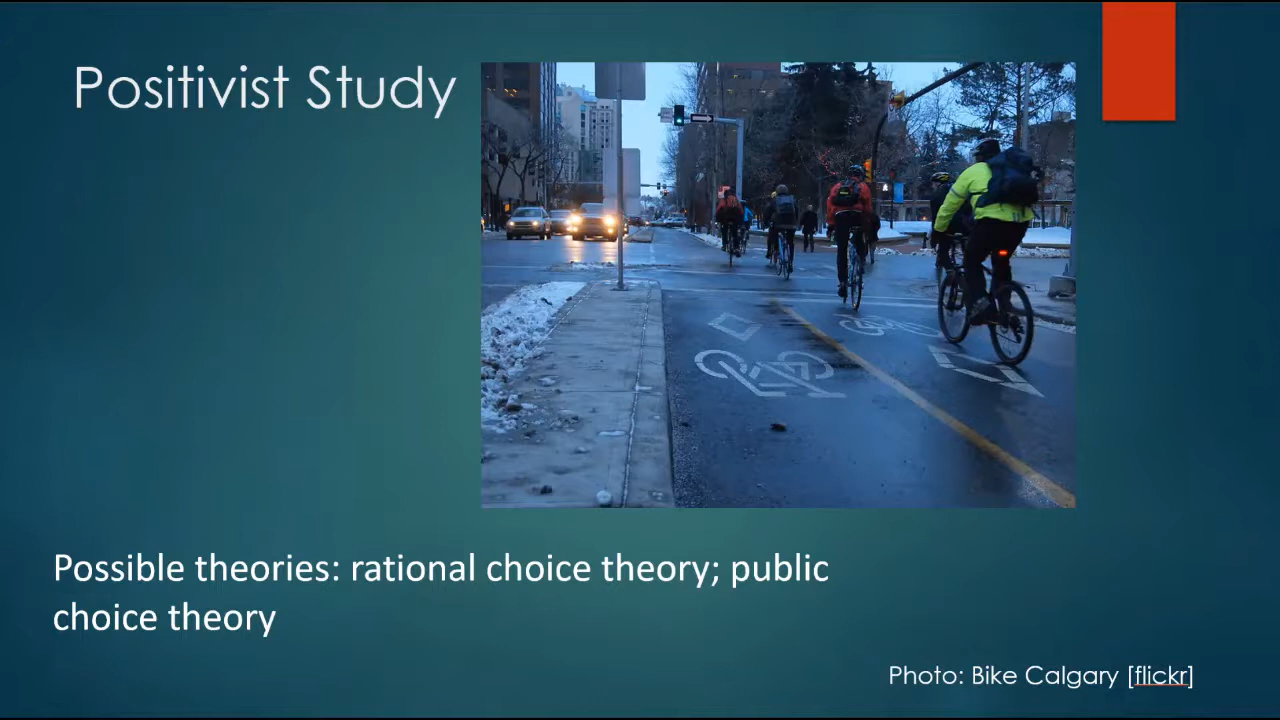 Positivist Study
Possible theories: rational choice theory; public
choice theory
Photo: Bike Calgary [flickr]